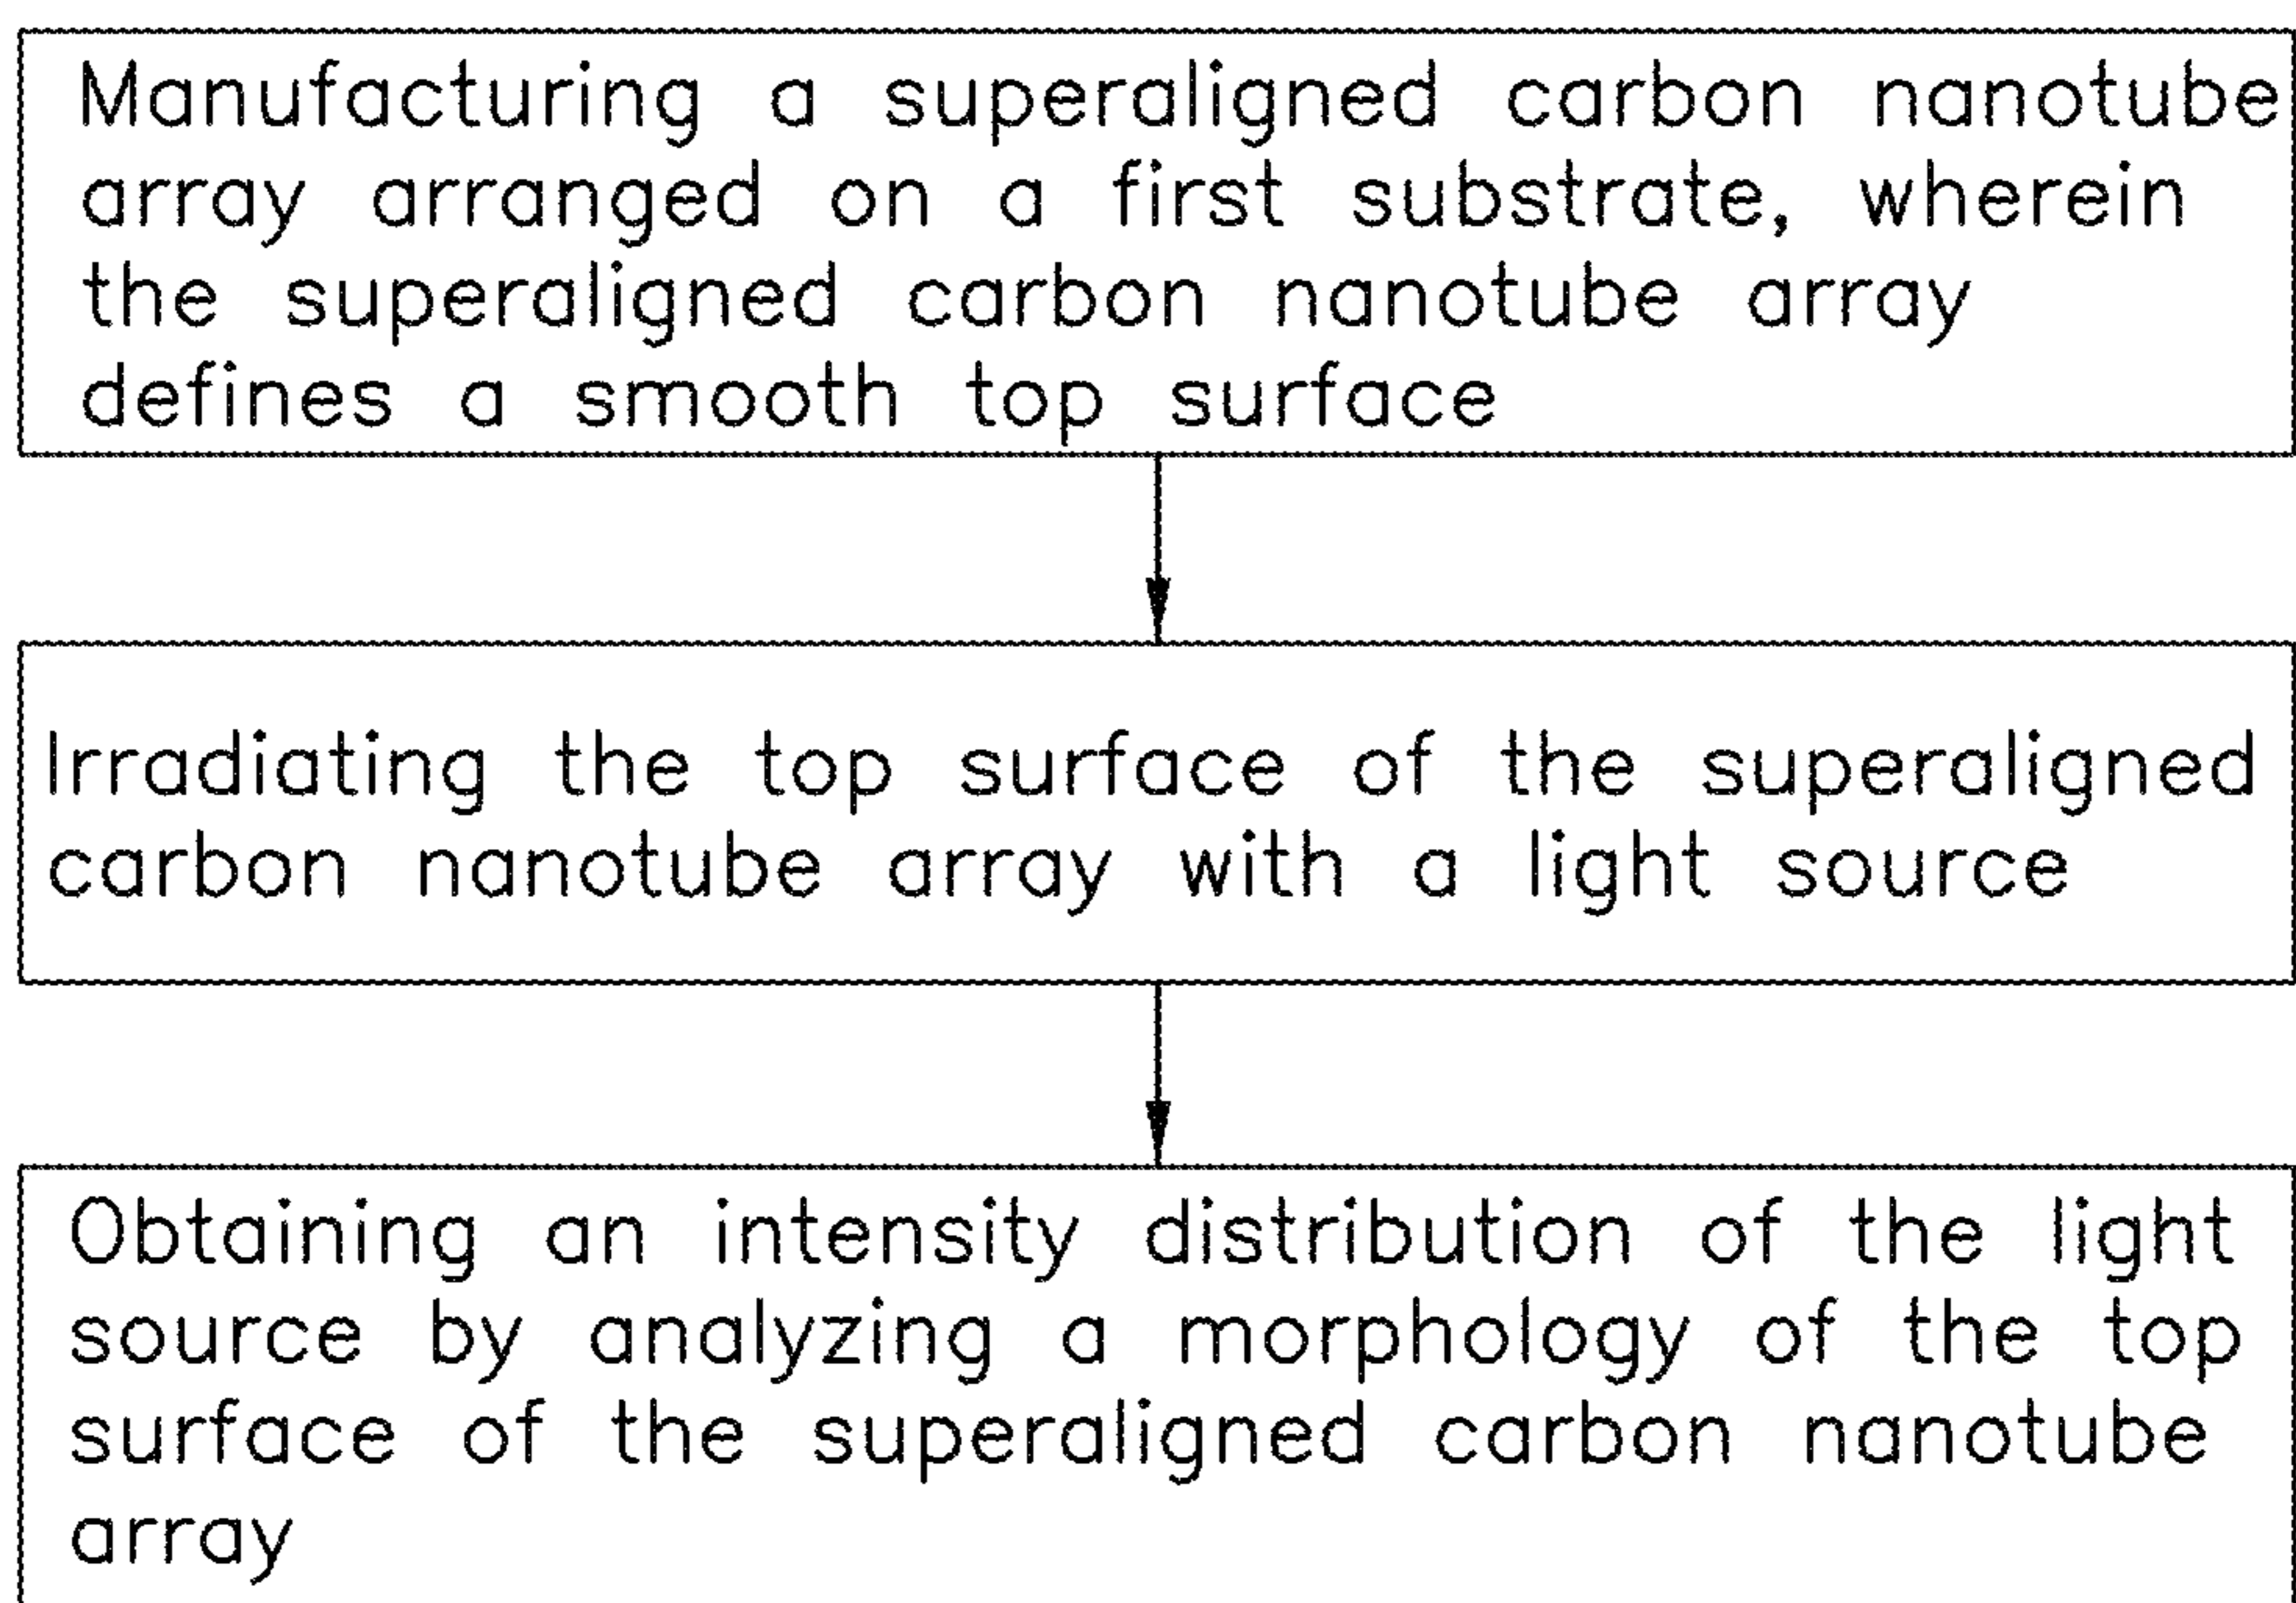 Manufacturing a superaligned carbon nanotube
array arranged on a first substrate, wherein
the superaligned carbon nanotube array
defines a smooth top surface
Irradiating the top surface of the superaligned
carbon nanotube array with a light source
Obtaining an intensity distribution of the light
source by analyzing a morphology of the top
surface of the superaligned carbon nanotube
array